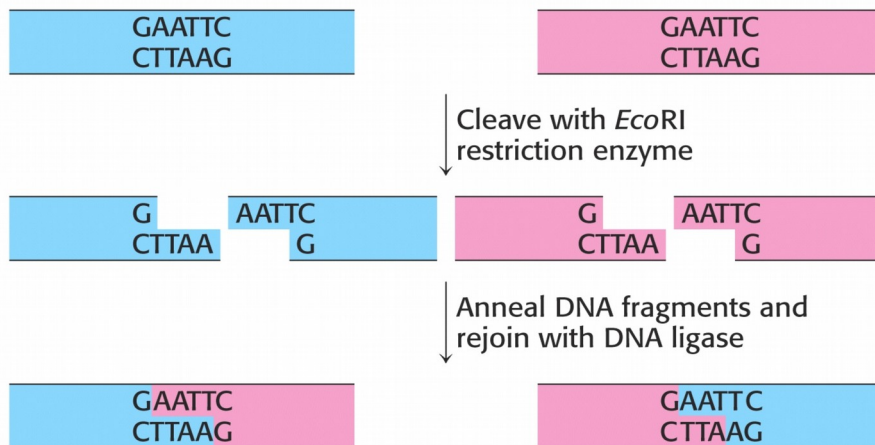 GAATTC GAATTC
CTTAAG CTTAAG
Cleave with EcoRI
restriction enzyme
G AATTC G AATTC
CTTAA G CTTAA G
Anneal DNA fragments and
rejoin with DNA ligase
GAATTC GAATTC
CTTAAG CTTAAG